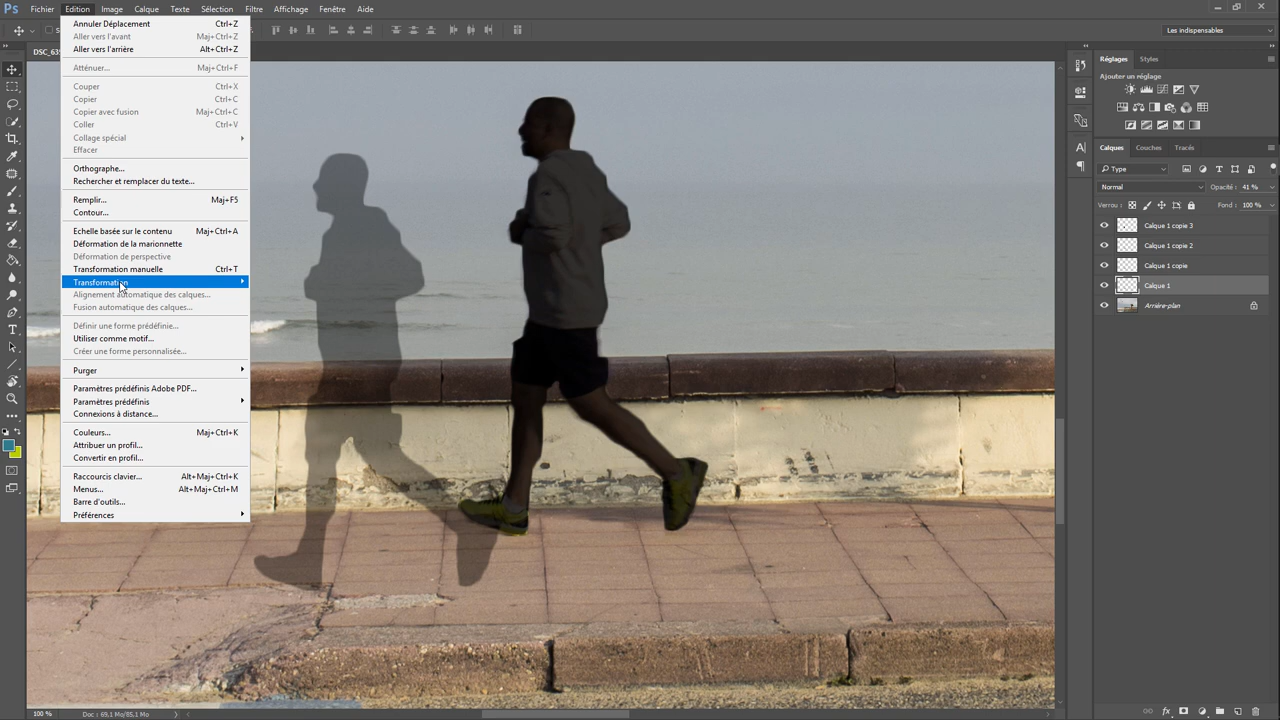 Ps Fichier Edition Image Calque Texte Sélection Filtre Affichage Fenêtre Aide
Les indispensables
Annuler Déplacement Ctrl+Z
Aller vers l'avant Maj+Ctrl+Z
Aller vers l'arrière Alt+Ctrl+Z
Atténuer... Maj+Ctrl+F
Couper Ctrl+X
Copier Ctrl+C
Copier avec fusion Maj+Ctrl+C
Coller Ctrl+V
Collage spécial
Effacer
Orthographe...
Rechercher et remplacer du texte...
Remplir... Maj+F5
Contour...
Echelle basée sur le contenu Maj+Ctrl+A
Déformation de la marionnette
Déformation de perspective
Transformation manuelle Ctrl+T
Transformation
Alignement automatique des calques...
Fusion automatique des calques...
Définir une forme prédéfinie...
Utiliser comme motif...
Créer une forme personnalisée...
Purger
Paramètres prédéfinis Adobe PDF...
Paramètres prédéfinis
Connexions à distance...
Couleurs... Maj+Ctrl+K
Attribuer un profil...
Convertir en profil...
Raccourcis clavier... Alt+Maj+Ctrl+K
Menus... Alt+Maj+Ctrl+M
Barre d'outils...
Préférences
Réglages Styles
Ajouter un réglage
Calques Couches Tracés
Type
Normal Opacité : 41 %
Verrou : Fond : 100 %
Calque 1 copie 3
Calque 1 copie 2
Calque 1 copie
Calque 1
Arrière-plan
100 % Doc : 69,1 Mo/85,1 Mo